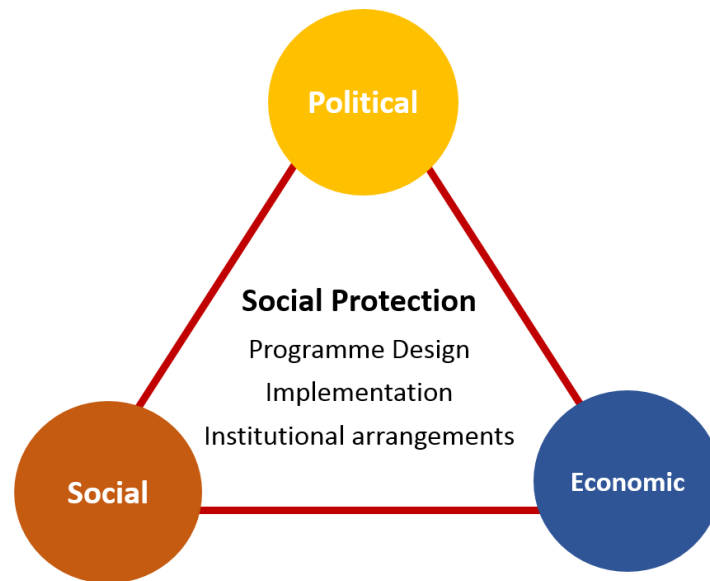 Political
Social Protection
Programme Design
Implementation
Institutional arrangements
Social
Economic